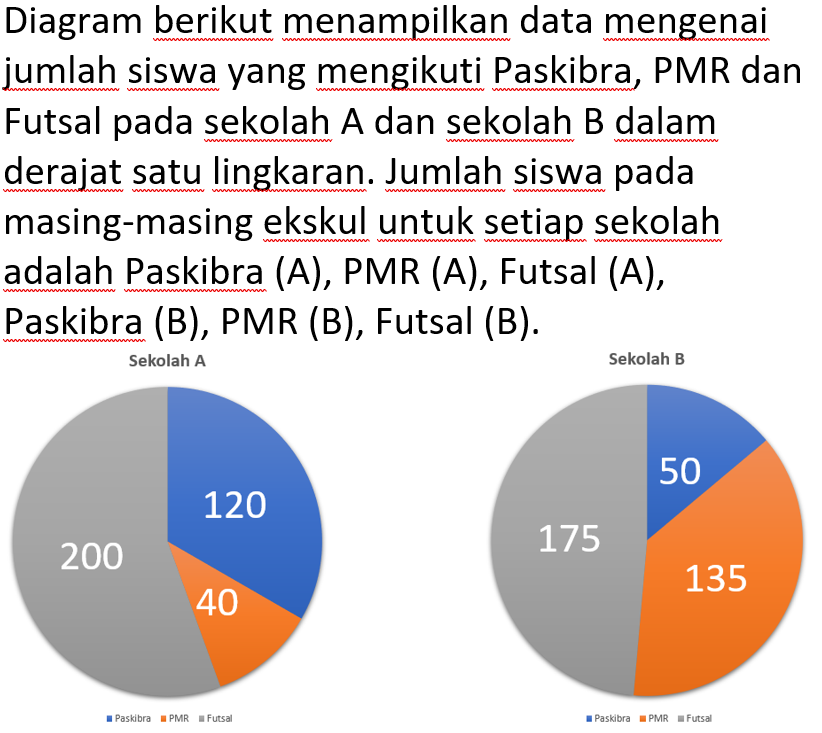 Diagram berikut menampilkan data mengenai
jumlah siswa yang mengikuti Paskibra, PMR dan
Futsal pada sekolah A dan sekolah B dalam
derajat satu lingkaran. Jumlah siswa pada
masing-masing ekskul untuk setiap sekolah
adalah Paskibra (A), PMR (A), Futsal (A),
Paskibra (B), PMR (B), Futsal (B).
Sekolah A
120
200
40
Paskibra PMR Futsal
Sekolah B
50
175
135
Paskibra PMR Futsal